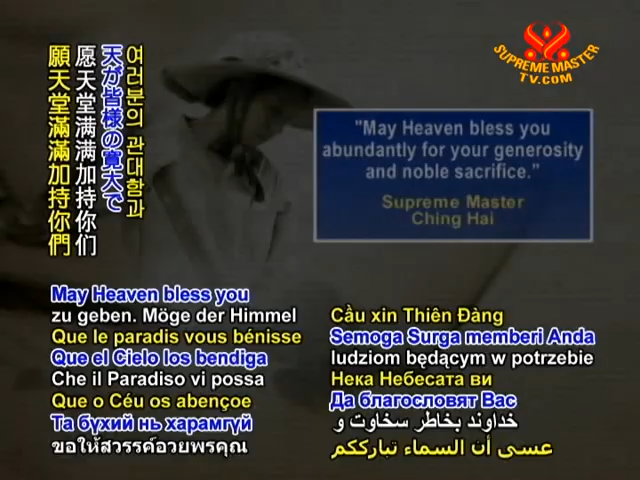 SUPREME MASTER
TV.COM
"May Heaven bless you
abundantly for your generosity
and noble sacrifice."
Supreme Master
Ching Hai
願天堂滿滿加持你們
愿天堂满满加持你们
天が皆様の寛大で
여러분의 관대함과
May Heaven bless you
zu geben. Möge der Himmel
Que le paradis vous bénisse
Que el Cielo los bendiga
Che il Paradiso vi possa
Que o Céu os abençoe
Та бүхий нь харамгүй
ขอให้สวรรค์อวยพรคุณ
Cầu xin Thiên Đàng
Semoga Surga memberi Anda
ludziom będącym w potrzebie
Нека Небесата ви
Да благословят Вас
خداوند بخاطر سخاوت و
عسى أن السماء تبارككم